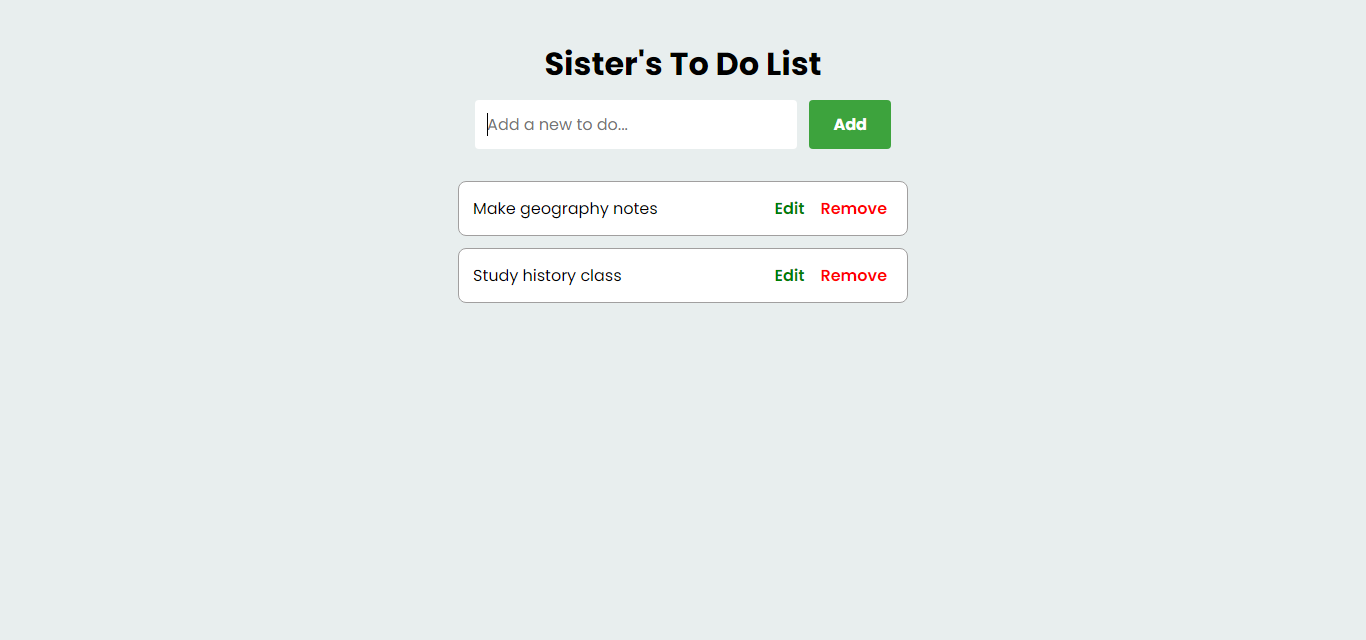 Sister's To Do List
Add a new to do...
Add
Make geography notes Edit Remove
Study history class Edit Remove